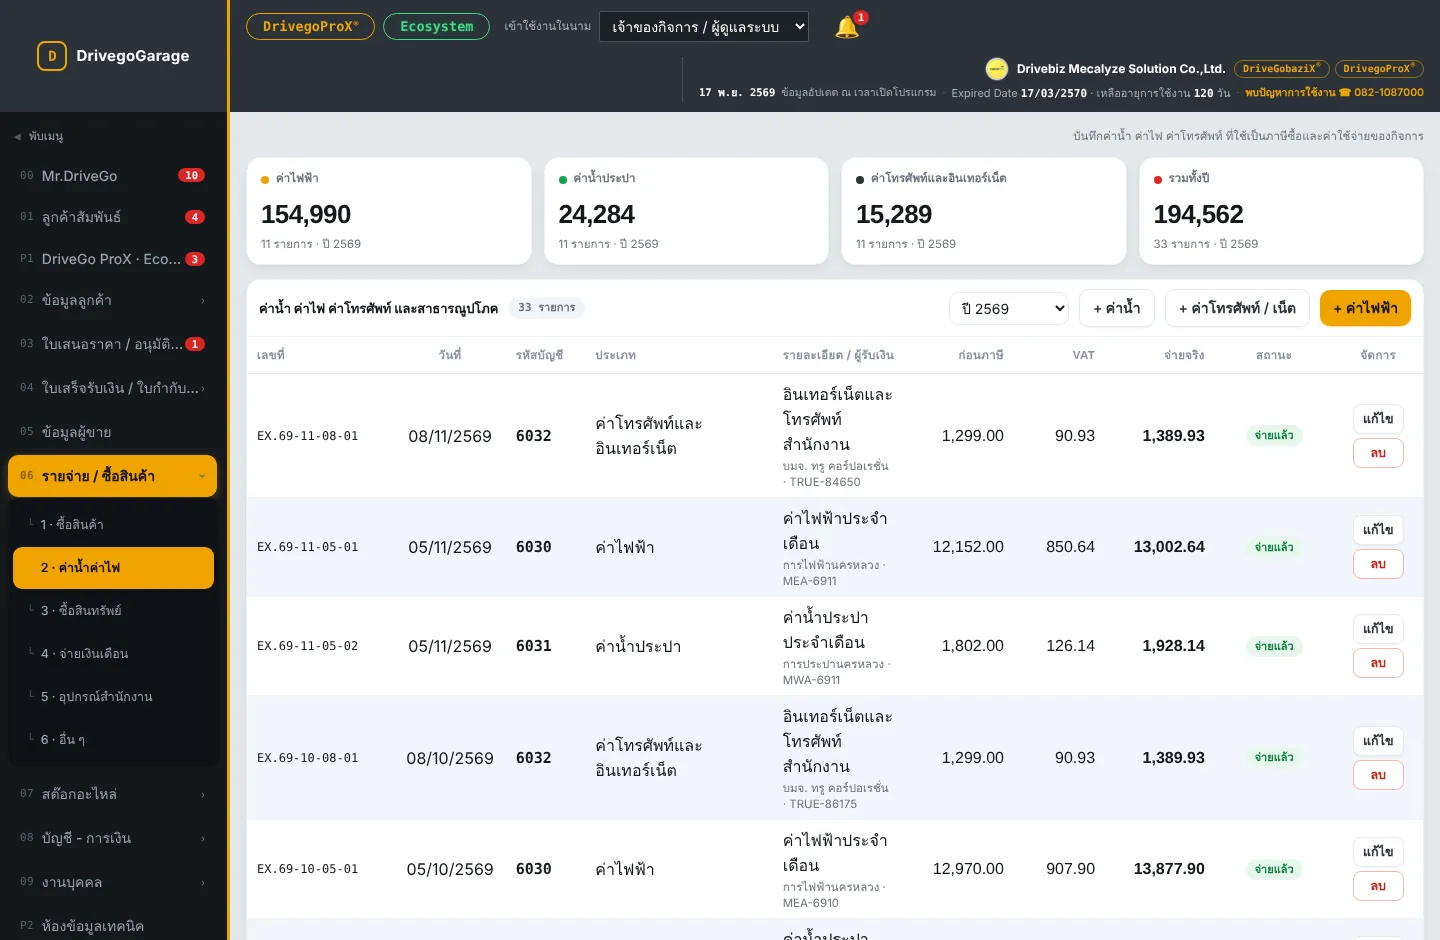 D DrivegoGarage
DrivegoProX® Ecosystem เข้าใช้งานในนาม เจ้าของกิจการ / ผู้ดูแลระบบ 1
Drivebiz Mecalyze Solution Co.,Ltd. DriveGobaziX® DrivegoProX®
17 พ.ย. 2569 ข้อมูลอัปเดต ณ เวลาเปิดโปรแกรม · Expired Date 17/03/2570 · เหลืออายุการใช้งาน 120 วัน · พบปัญหาการใช้งาน ☎ 082-1087000
◀ พับเมนู
00 Mr.DriveGo 10
01 ลูกค้าสัมพันธ์ 4
P1 DriveGo ProX · Eco... 3
02 ข้อมูลลูกค้า ›
03 ใบเสนอราคา / อนุมัติ... 1
04 ใบเสร็จรับเงิน / ใบกำกับ... ›
05 ข้อมูลผู้ขาย
06 รายจ่าย / ซื้อสินค้า
└ 1 · ซื้อสินค้า
2 · ค่าน้ำค่าไฟ
└ 3 · ซื้อสินทรัพย์
└ 4 · จ่ายเงินเดือน
└ 5 · อุปกรณ์สำนักงาน
└ 6 · อื่น ๆ
07 สต๊อกอะไหล่ ›
08 บัญชี - การเงิน ›
09 งานบุคคล ›
P2 ห้องข้อมูลเทคนิค
บันทึกค่าน้ำ ค่าไฟ ค่าโทรศัพท์ ที่ใช้เป็นภาษีซื้อและค่าใช้จ่ายของกิจการ
ค่าไฟฟ้า
154,990
11 รายการ · ปี 2569
ค่าน้ำประปา
24,284
11 รายการ · ปี 2569
ค่าโทรศัพท์และอินเทอร์เน็ต
15,289
11 รายการ · ปี 2569
รวมทั้งปี
194,562
33 รายการ · ปี 2569
ค่าน้ำ ค่าไฟ ค่าโทรศัพท์ และสาธารณูปโภค 33 รายการ ปี 2569 + ค่าน้ำ + ค่าโทรศัพท์ / เน็ต + ค่าไฟฟ้า
เลขที่ วันที่ รหัสบัญชี ประเภท รายละเอียด / ผู้รับเงิน ก่อนภาษี VAT จ่ายจริง สถานะ จัดการ
EX.69-11-08-01 08/11/2569 6032 ค่าโทรศัพท์และ
อินเทอร์เน็ต
อินเทอร์เน็ตและ
โทรศัพท์
สำนักงาน
บมจ. ทรู คอร์ปอเรชั่น
· TRUE-84650
1,299.00 90.93 1,389.93 จ่ายแล้ว แก้ไข
ลบ
EX.69-11-05-01 05/11/2569 6030 ค่าไฟฟ้า
ค่าไฟฟ้าประจำ
เดือน
การไฟฟ้านครหลวง ·
MEA-6911
12,152.00 850.64 13,002.64 จ่ายแล้ว แก้ไข
ลบ
EX.69-11-05-02 05/11/2569 6031 ค่าน้ำประปา
ค่าน้ำประปา
ประจำเดือน
การประปานครหลวง ·
MWA-6911
1,802.00 126.14 1,928.14 จ่ายแล้ว แก้ไข
ลบ
EX.69-10-08-01 08/10/2569 6032 ค่าโทรศัพท์และ
อินเทอร์เน็ต
อินเทอร์เน็ตและ
โทรศัพท์
สำนักงาน
บมจ. ทรู คอร์ปอเรชั่น
· TRUE-86175
1,299.00 90.93 1,389.93 จ่ายแล้ว แก้ไข
ลบ
EX.69-10-05-01 05/10/2569 6030 ค่าไฟฟ้า
ค่าไฟฟ้าประจำ
เดือน
การไฟฟ้านครหลวง ·
MEA-6910
12,970.00 907.90 13,877.90 จ่ายแล้ว แก้ไข
ลบ
ค่าน้ำประปา